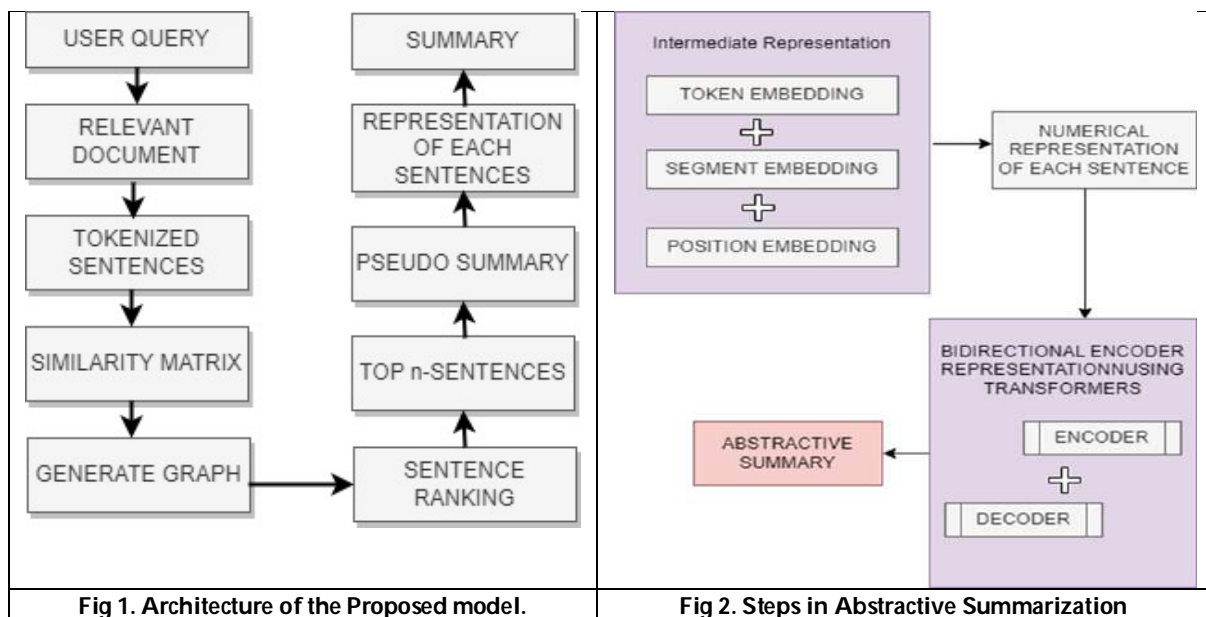 USER QUERY
RELEVANT
DOCUMENT
TOKENIZED
SENTENCES
SIMILARITY MATRIX
GENERATE GRAPH
SENTENCE
RANKING
TOP n-SENTENCES
PSEUDO SUMMARY
REPRESENTATION
OF EACH
SENTENCES
SUMMARY
Fig 1. Architecture of the Proposed model.
Intermediate Representation
TOKEN EMBEDDING
SEGMENT EMBEDDING
POSITION EMBEDDING
NUMERICAL
REPRESENTATION
OF EACH SENTENCE
BIDIRECTIONAL ENCODER
REPRESENTATIONNUSING
TRANSFORMERS
ENCODER
DECODER
ABSTRACTIVE
SUMMARY
Fig 2. Steps in Abstractive Summarization